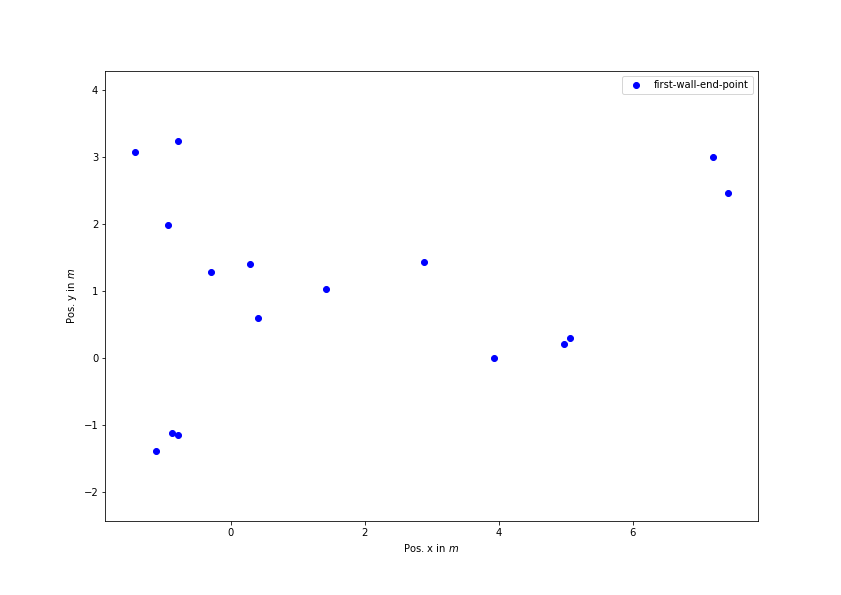 first-wall-end-point
4
3
2
1
0
−1
−2
Pos. y in m
0 2 4 6
Pos. x in m